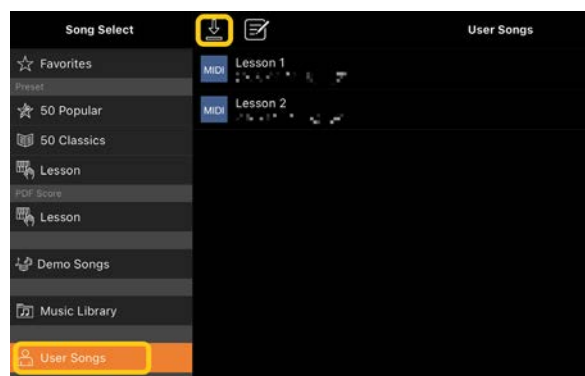 Song Select
User Songs
Favorites
Preset
50 Popular
50 Classics
Lesson
PDF Score
Lesson
Demo Songs
Music Library
User Songs
MIDI
Lesson 1
MIDI
Lesson 2